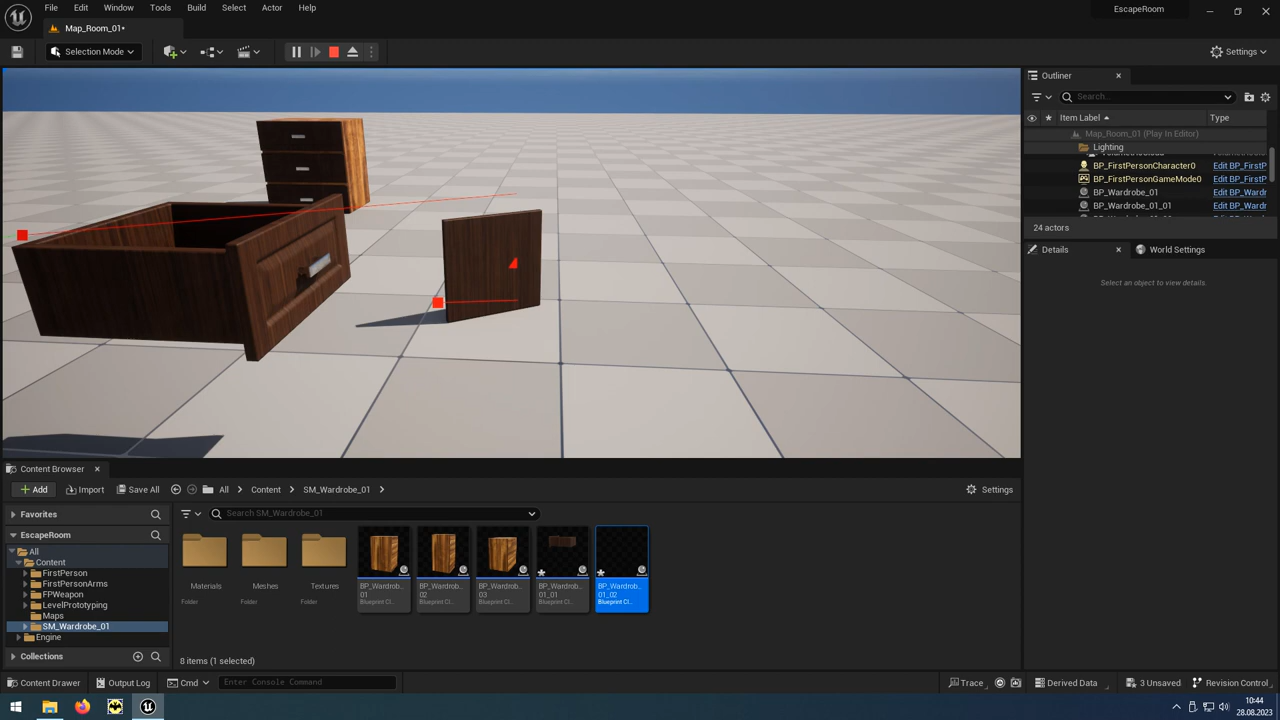 File Edit Window Tools Build Select Actor Help
EscapeRoom
Map_Room_01•
Selection Mode
Settings
Outliner
Search...
Item Label
Type
Map_Room_01 (Play In Editor)
Lighting
BP_FirstPersonCharacter0 Edit BP_FirstP
BP_FirstPersonGameMode0 Edit BP_FirstP
BP_Wardrobe_01 Edit BP_Wardr
BP_Wardrobe_01_01 Edit BP_Wardr
24 actors
Details
World Settings
Select an object to view details.
Content Browser
Add Import Save All All Content SM_Wardrobe_01
Settings
Favorites
Search SM_Wardrobe_01
EscapeRoom
All
Content
FirstPerson
FirstPersonArms
FPWeapon
LevelPrototyping
Maps
SM_Wardrobe_01
Engine
Collections
Materials
Folder
Meshes
Folder
Textures
Folder
BP_Wardrob..
01
Blueprint Cl..
BP_Wardrob..
02
Blueprint Cl..
BP_Wardrob..
03
Blueprint Cl..
BP_Wardrob..
01_01
Blueprint Cl..
BP_Wardrob..
01_02
Blueprint Cl..
8 items (1 selected)
Content Drawer Output Log Cmd Enter Console Command
Trace Derived Data 3 Unsaved Revision Control
10:44
28.08.2023